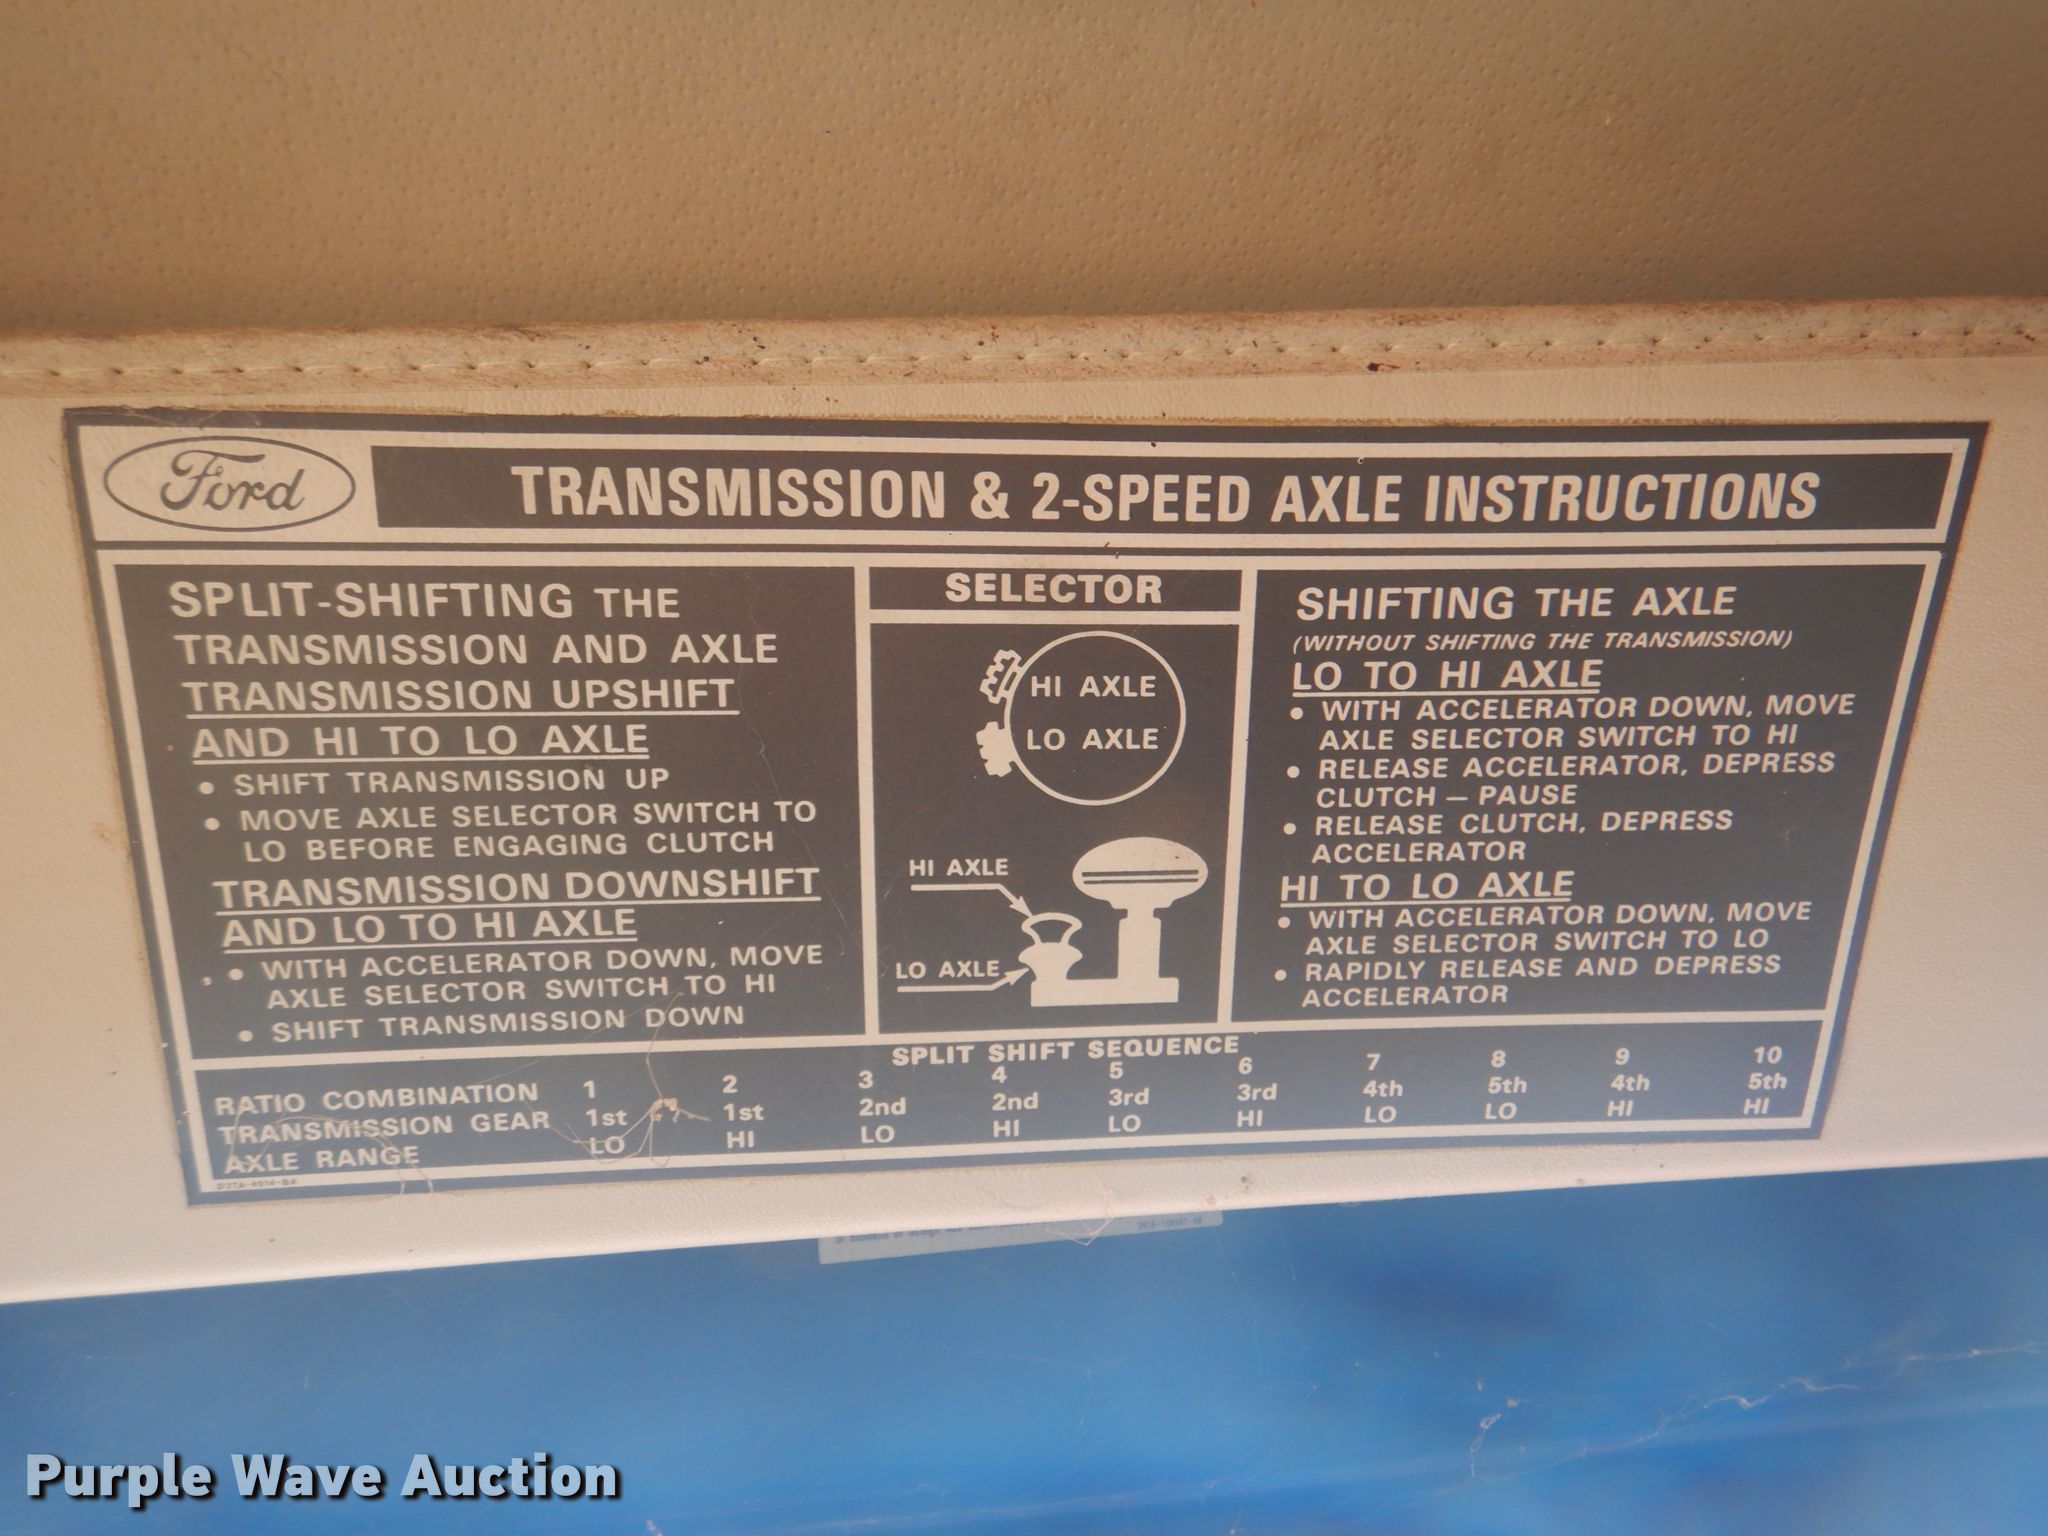 Ford
TRANSMISSION & 2-SPEED AXLE INSTRUCTIONS
SPLIT-SHIFTING THE
TRANSMISSION AND AXLE
TRANSMISSION UPSHIFT
AND HI TO LO AXLE
• SHIFT TRANSMISSION UP
• MOVE AXLE SELECTOR SWITCH TO
LO BEFORE ENGAGING CLUTCH
TRANSMISSION DOWNSHIFT
AND LO TO HI AXLE
• WITH ACCELERATOR DOWN, MOVE
AXLE SELECTOR SWITCH TO HI
• SHIFT TRANSMISSION DOWN
SELECTOR
HI AXLE
LO AXLE
HI AXLE
LO AXLE
SHIFTING THE AXLE
(WITHOUT SHIFTING THE TRANSMISSION)
LO TO HI AXLE
• WITH ACCELERATOR DOWN, MOVE
AXLE SELECTOR SWITCH TO HI
• RELEASE ACCELERATOR, DEPRESS
CLUTCH — PAUSE
• RELEASE CLUTCH, DEPRESS
ACCELERATOR
HI TO LO AXLE
• WITH ACCELERATOR DOWN, MOVE
AXLE SELECTOR SWITCH TO LO
• RAPIDLY RELEASE AND DEPRESS
ACCELERATOR
SPLIT SHIFT SEQUENCE
RATIO COMBINATION 1 2 3 4 5 6 7 8 9 10
TRANSMISSION GEAR 1st 1st 2nd 2nd 3rd 3rd 4th 5th 4th 5th
AXLE RANGE LO HI LO HI LO HI LO LO HI HI
Purple Wave Auction